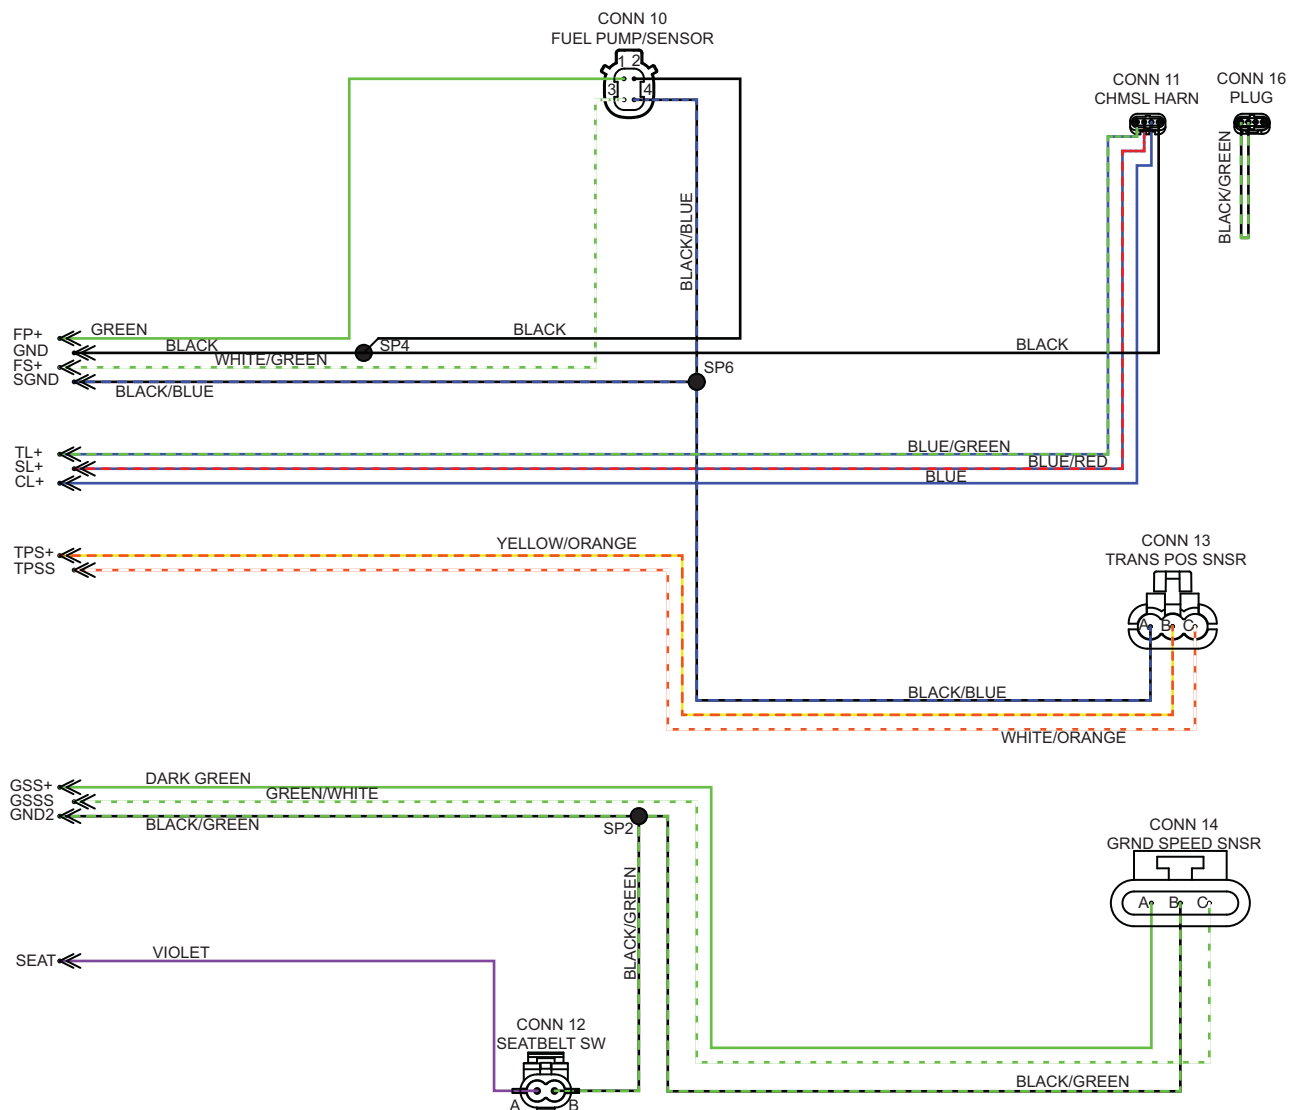 CONN 10
FUEL PUMP/SENSOR
1 2
3 4
CONN 11
CHMSL HARN
CONN 16
PLUG
BLACK/GREEN
BLACK/BLUE
FP+
GREEN
BLACK
GND
BLACK
SP4
BLACK
FS+
WHITE/GREEN
SP6
SGND
BLACK/BLUE
TL+
BLUE/GREEN
SL+
BLUE/RED
CL+
BLUE
TPS+
YELLOW/ORANGE
TPSS
CONN 13
TRANS POS SNSR
A B C
BLACK/BLUE
WHITE/ORANGE
GSS+
DARK GREEN
GSSS
GREEN/WHITE
GND2
BLACK/GREEN
SP2
CONN 14
GRND SPEED SNSR
A B C
BLACK/GREEN
SEAT
VIOLET
CONN 12
SEATBELT SW
A B
BLACK/GREEN